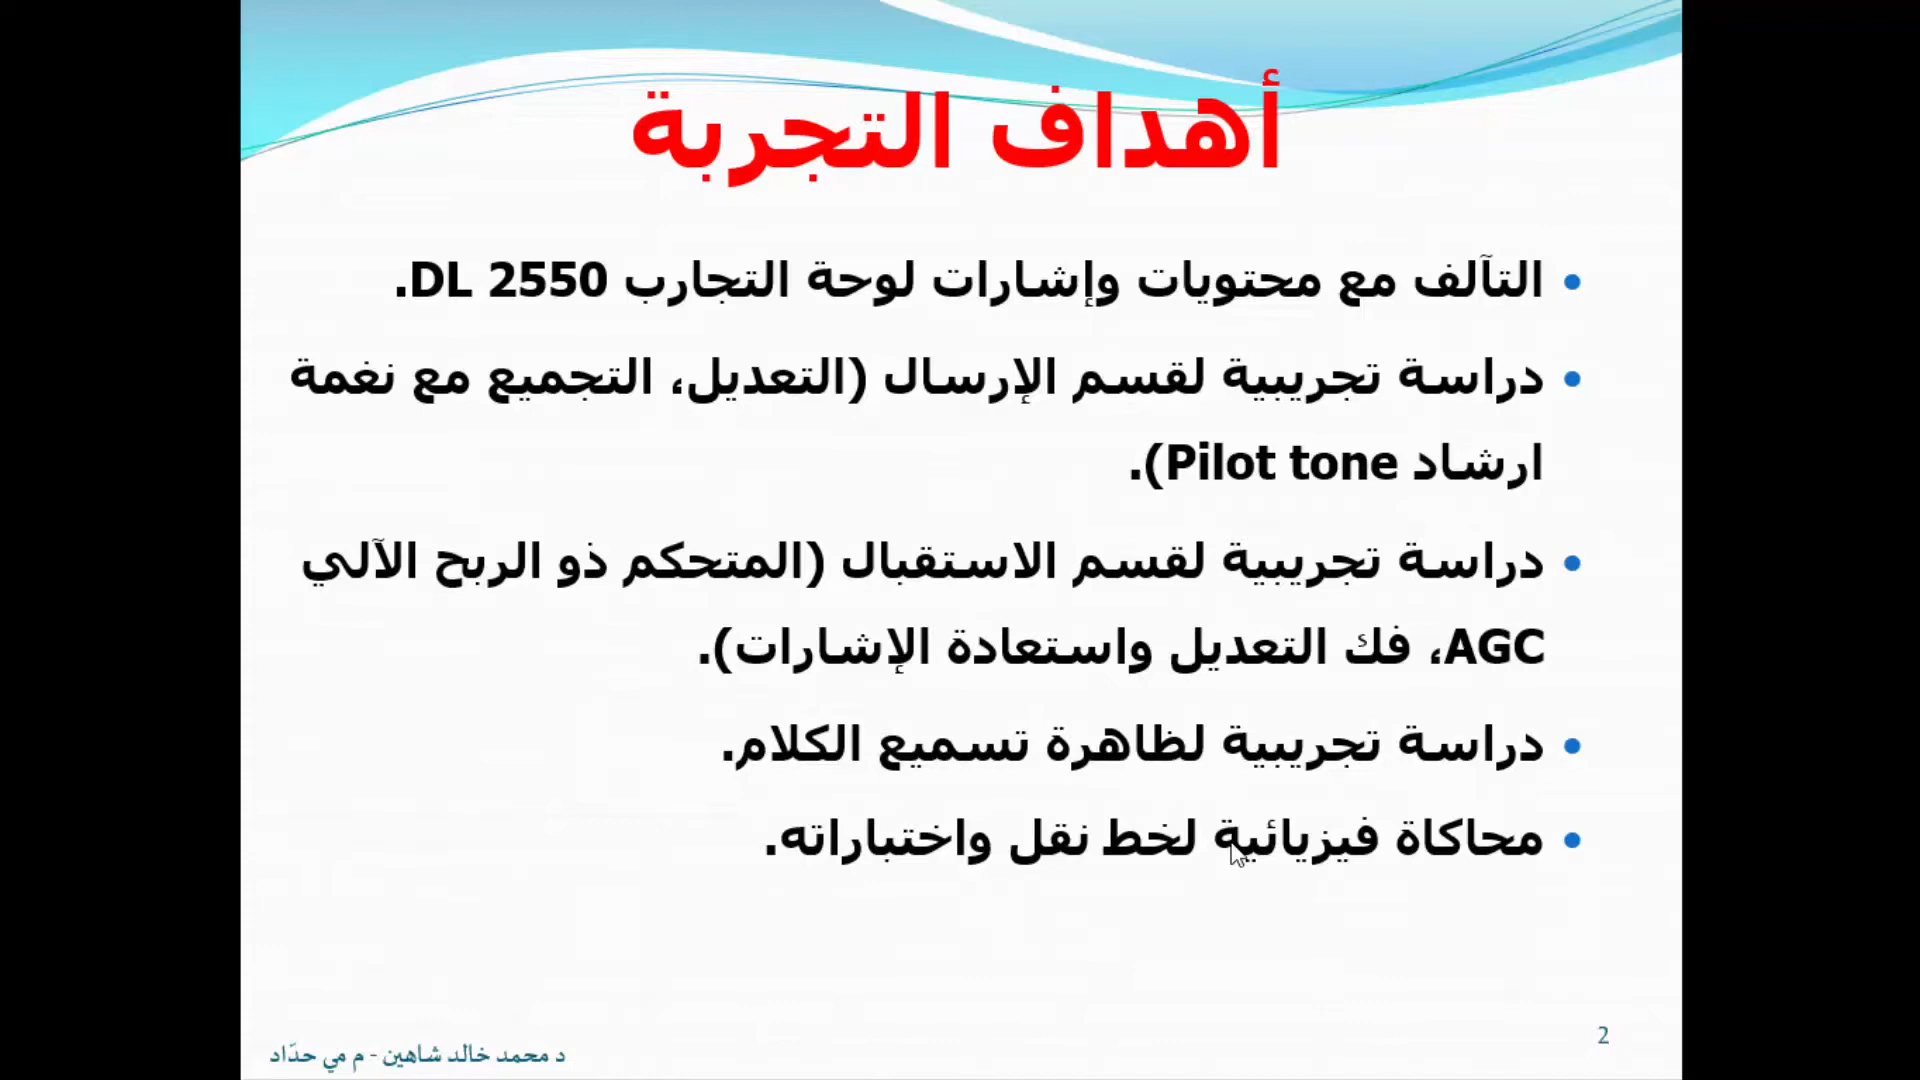 أهداف التجربة
التآلف مع محتويات وإشارات لوحة التجارب DL 2550.
دراسة تجريبية لقسم الإرسال (التعديل، التجميع مع نغمة
ارشاد Pilot tone).
دراسة تجريبية لقسم الاستقبال (المتحكم ذو الربح الآلي
AGC، فك التعديل واستعادة الإشارات).
دراسة تجريبية لظاهرة تسميع الكلام.
محاكاة فيزيائية لخط نقل واختباراته.
2
د محمد خالد شاهين - م مي حدّاد